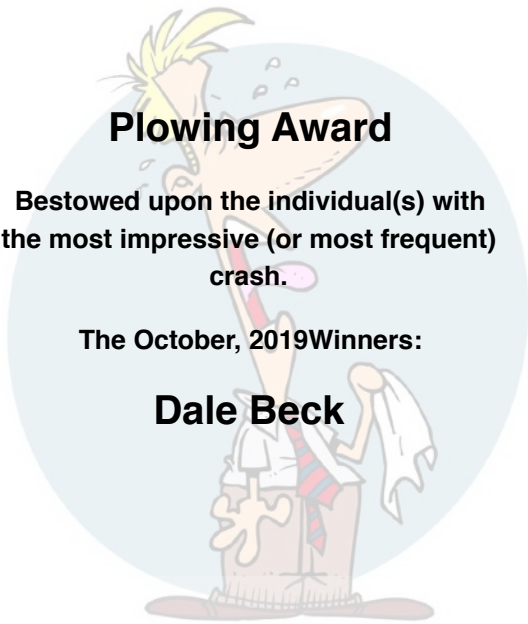 Plowing Award
Bestowed upon the individual(s) with
the most impressive (or most frequent)
crash.
The October, 2019Winners:
Dale Beck